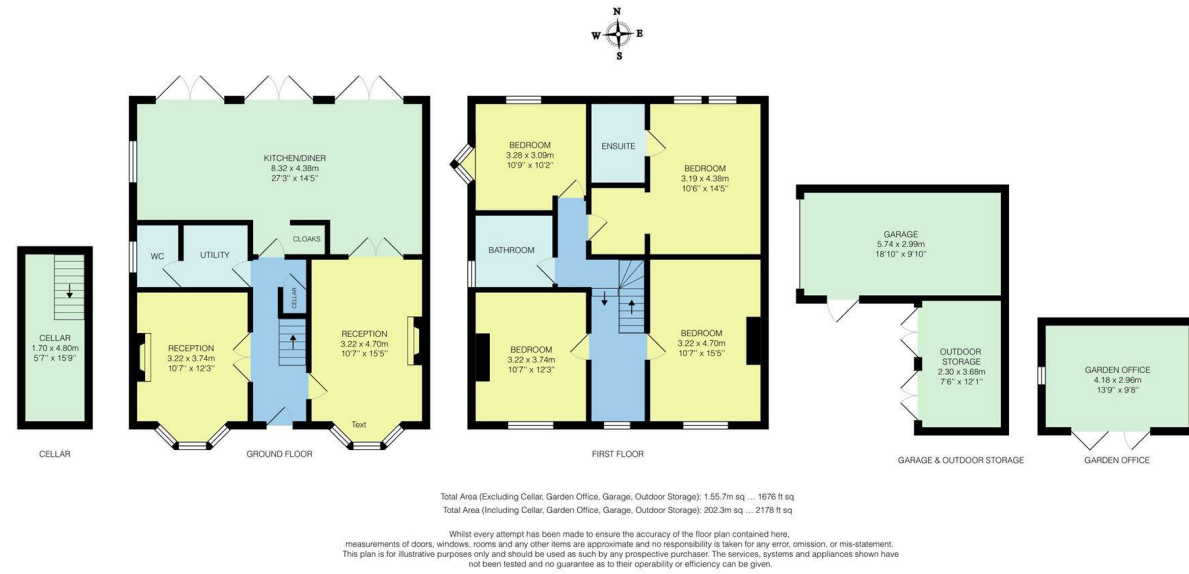 N
W E
S
KITCHEN/DINER
8.32 x 4.38m
27'3'' x 14'5''
CLOAKS
WC
UTILITY
CELLAR
RECEPTION
3.22 x 3.74m
10'7'' x 12'3''
RECEPTION
3.22 x 4.70m
10'7'' x 15'5''
Text
CELLAR
1.70 x 4.80m
5'7'' x 15'9''
CELLAR
GROUND FLOOR
BEDROOM
3.28 x 3.09m
10'9'' x 10'2''
ENSUITE
BEDROOM
3.19 x 4.38m
10'6'' x 14'5''
BATHROOM
BEDROOM
3.22 x 3.74m
10'7'' x 12'3''
BEDROOM
3.22 x 4.70m
10'7'' x 15'5''
FIRST FLOOR
GARAGE
5.74 x 2.99m
18'10'' x 9'10''
OUTDOOR
STORAGE
2.30 x 3.68m
7'6'' x 12'1''
GARAGE & OUTDOOR STORAGE
GARDEN OFFICE
4.18 x 2.96m
13'9'' x 9'8''
GARDEN OFFICE
Total Area (Excluding Cellar, Garden Office, Garage, Outdoor Storage): 1.55.7m sq ... 1676 ft sq
Total Area (Including Cellar, Garden Office, Garage, Outdoor Storage): 202.3m sq ... 2178 ft sq
Whilst every attempt has been made to ensure the accuracy of the floor plan contained here,
measurements of doors, windows, rooms and any other items are approximate and no responsibility is taken for any error, omission, or mis-statement.
This plan is for illustrative purposes only and should be used as such by any prospective purchaser. The services, systems and appliances shown have
not been tested and no guarantee as to their operability or efficiency can be given.